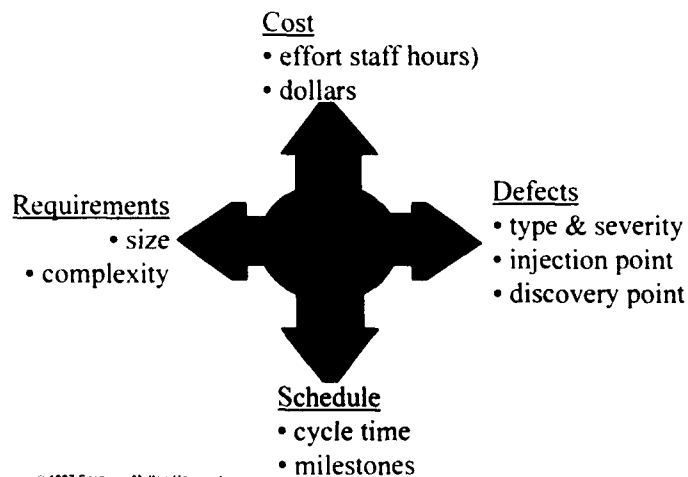 Cost
• effort staff hours)
• dollars
Requirements
• size
• complexity
Defects
• type & severity
• injection point
• discovery point
Schedule
• cycle time
• milestones